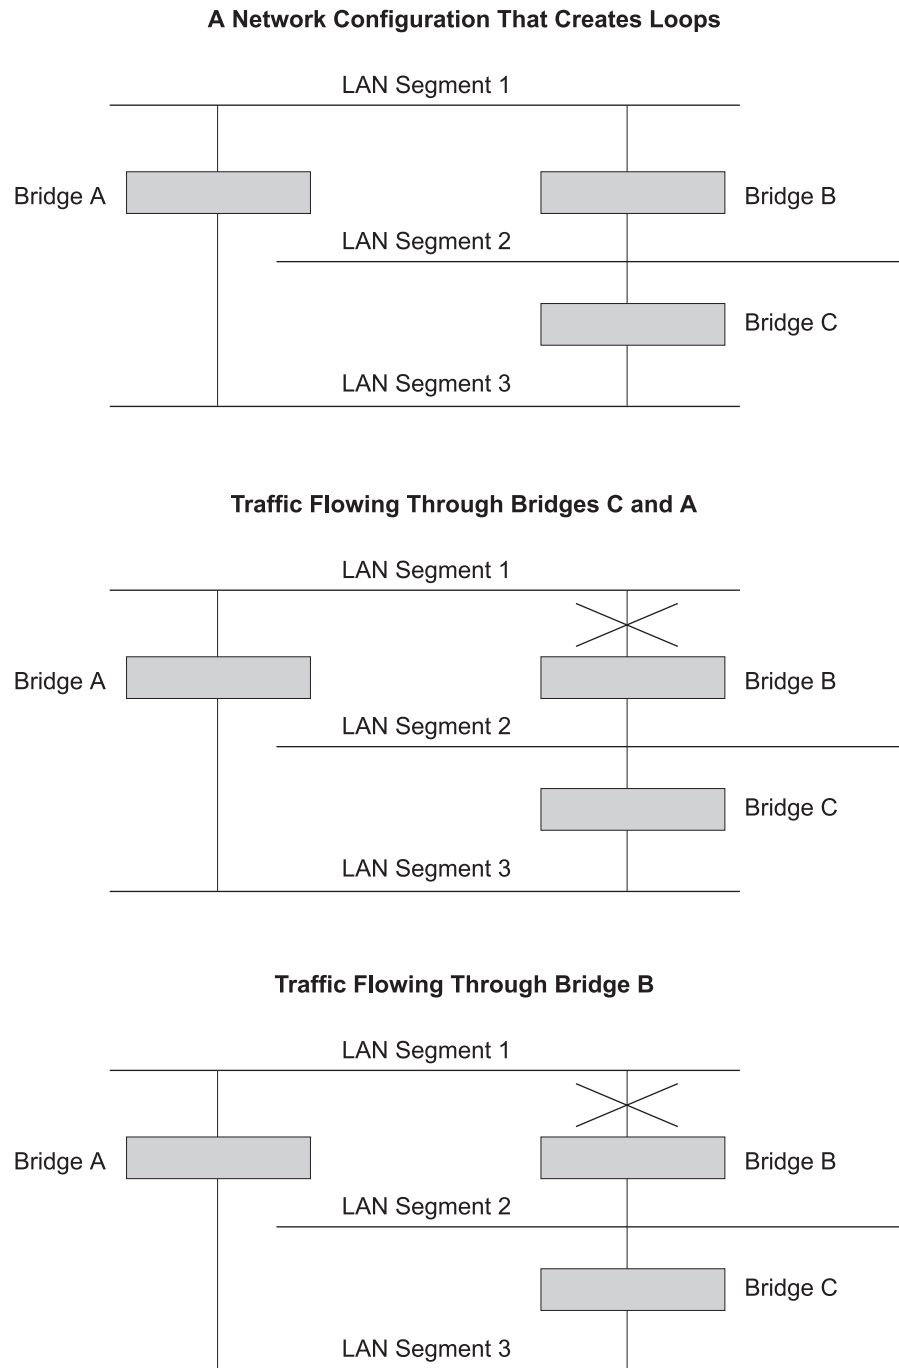 A Network Configuration That Creates Loops
LAN Segment 1
Bridge A
Bridge B
LAN Segment 2
Bridge C
LAN Segment 3
Traffic Flowing Through Bridges C and A
LAN Segment 1
Bridge A
Bridge B
LAN Segment 2
Bridge C
LAN Segment 3
Traffic Flowing Through Bridge B
LAN Segment 1
Bridge A
Bridge B
LAN Segment 2
Bridge C
LAN Segment 3